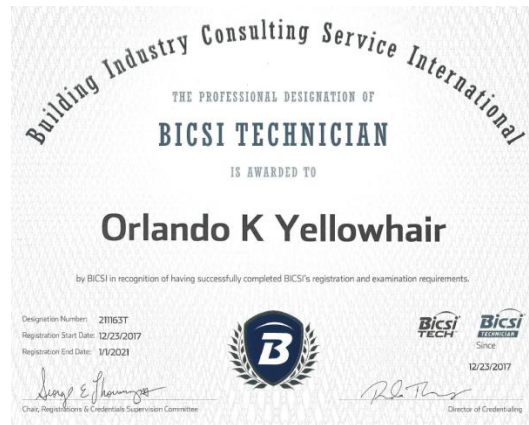 Building Industry Consulting Service International
THE PROFESSIONAL DESIGNATION OF
BICSI TECHNICIAN
IS AWARDED TO
Orlando K Yellowhair
by BICSI in recognition of having successfully completed BICSI's registration and examination requirements.
Designation Number: 211163T
Registration Start Date: 12/23/2017
Registration End Date: 1/1/2021
B
Bicsi
TECH
Bicsi
TECHNICIAN
Since
12/23/2017
Chair, Registrations & Credentials Supervision Committee
Director of Credentialing